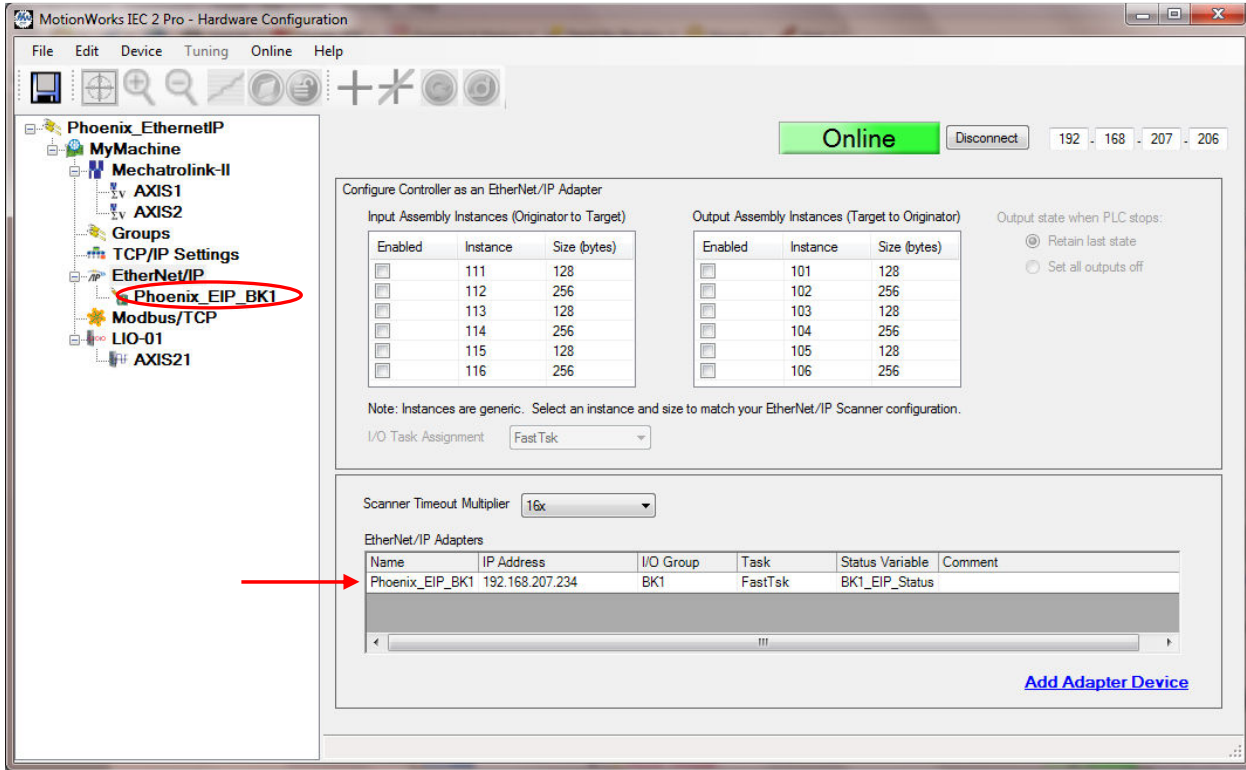 MotionWorks IEC 2 Pro - Hardware Configuration
File Edit Device Tuning Online Help
Phoenix_EthernetIP
MyMachine
Mechatrolink-II
AXIS1
AXIS2
Groups
TCP/IP Settings
EtherNet/IP
Phoenix_EIP_BK1
Modbus/TCP
LIO-01
AXIS21
Online Disconnect 192 . 168 . 207 . 206
Configure Controller as an EtherNet/IP Adapter
Input Assembly Instances (Originator to Target)
Enabled Instance Size (bytes)
111 128
112 256
113 128
114 256
115 128
116 256
Output Assembly Instances (Target to Originator)
Enabled Instance Size (bytes)
101 128
102 256
103 128
104 256
105 128
106 256
Output state when PLC stops:
Retain last state
Set all outputs off
Note: Instances are generic. Select an instance and size to match your EtherNet/IP Scanner configuration.
I/O Task Assignment FastTsk
Scanner Timeout Multiplier 16x
EtherNet/IP Adapters
Name IP Address I/O Group Task Status Variable Comment
Phoenix_EIP_BK1 192.168.207.234 BK1 FastTsk BK1_EIP_Status
Add Adapter Device